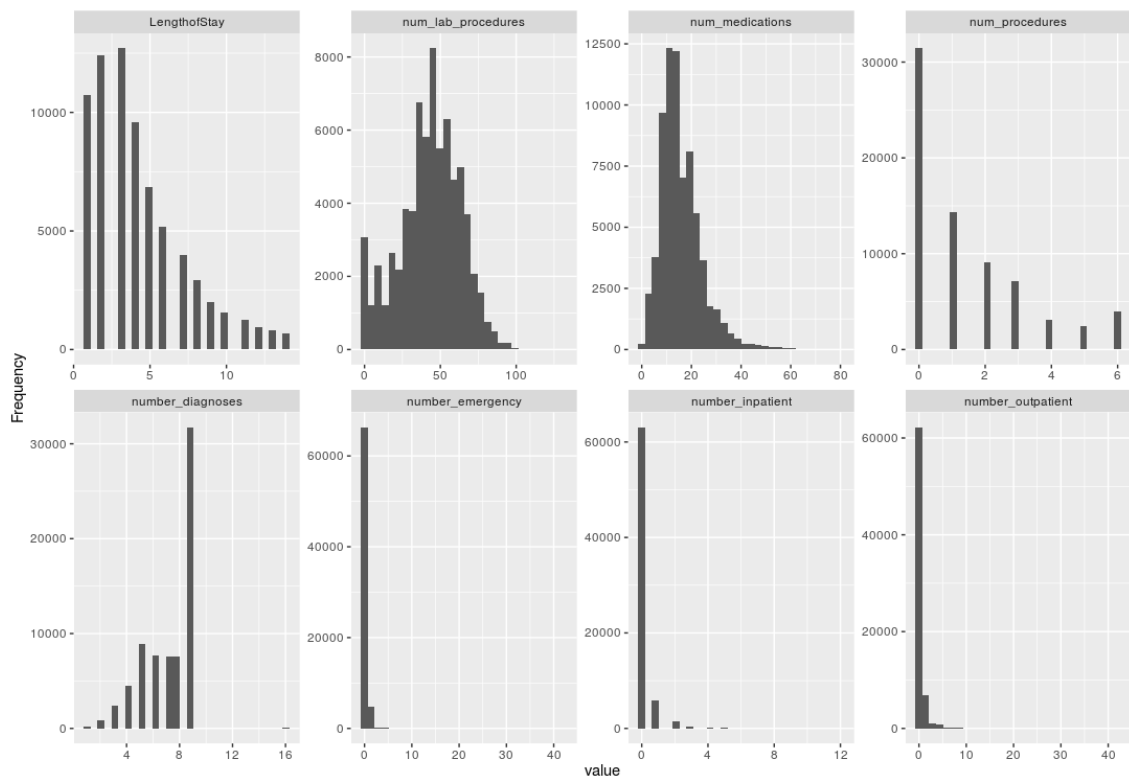 LengthofStay num_lab_procedures num_medications num_procedures
10000 5000 0
0 5 10
8000 6000 4000 2000 0
0 50 100
12500 10000 7500 5000 2500 0
0 20 40 60 80
30000 20000 10000 0
0 2 4 6
Frequency
number_diagnoses number_emergency number_inpatient number_outpatient
30000 20000 10000 0
4 8 12 16
60000 40000 20000 0
0 10 20 30 40
60000 40000 20000 0
0 4 8 12
60000 40000 20000 0
0 10 20 30 40
value